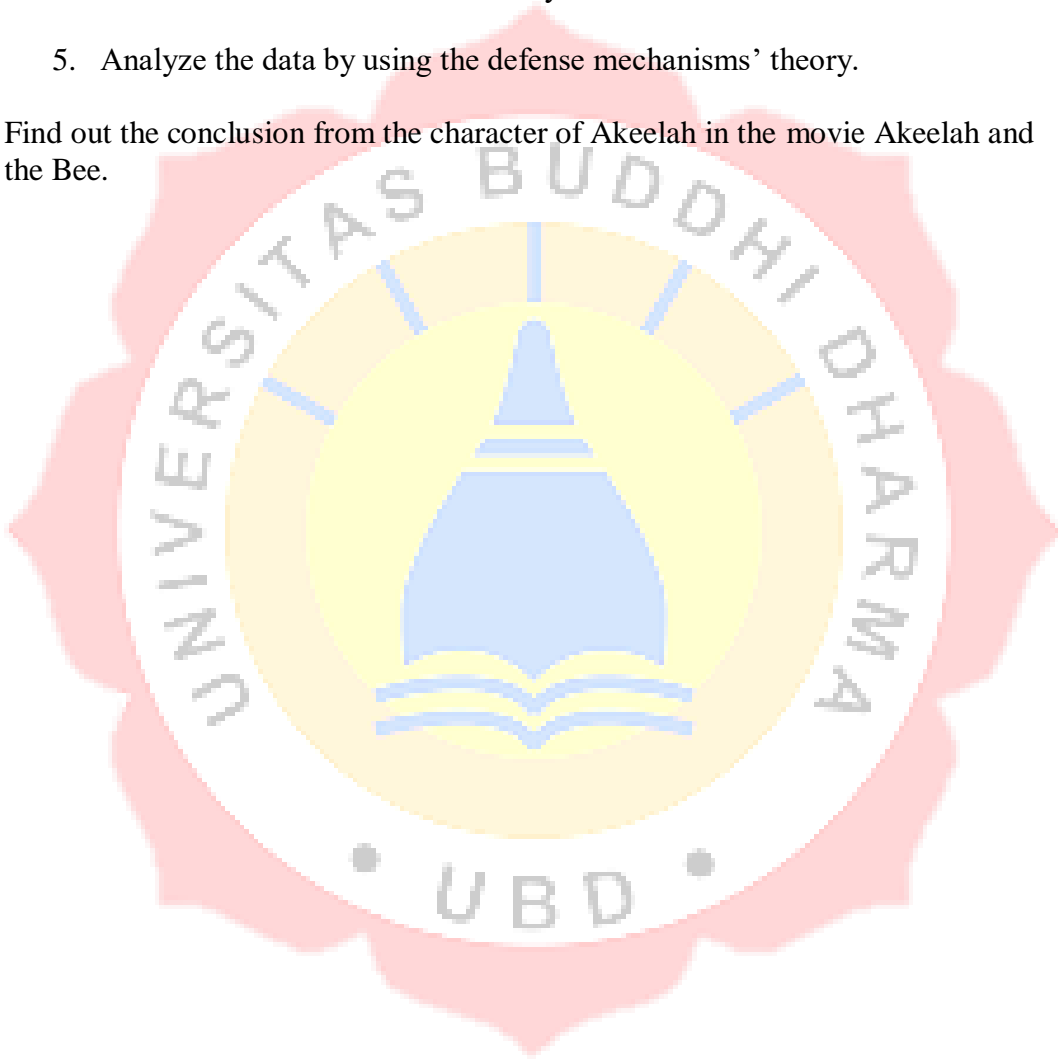 5. Analyze the data by using the defense mechanisms’ theory.
Find out the conclusion from the character of Akeelah in the movie Akeelah and
the Bee.
UNIVERSITAS BUDDHI DHARMA
• UBD •